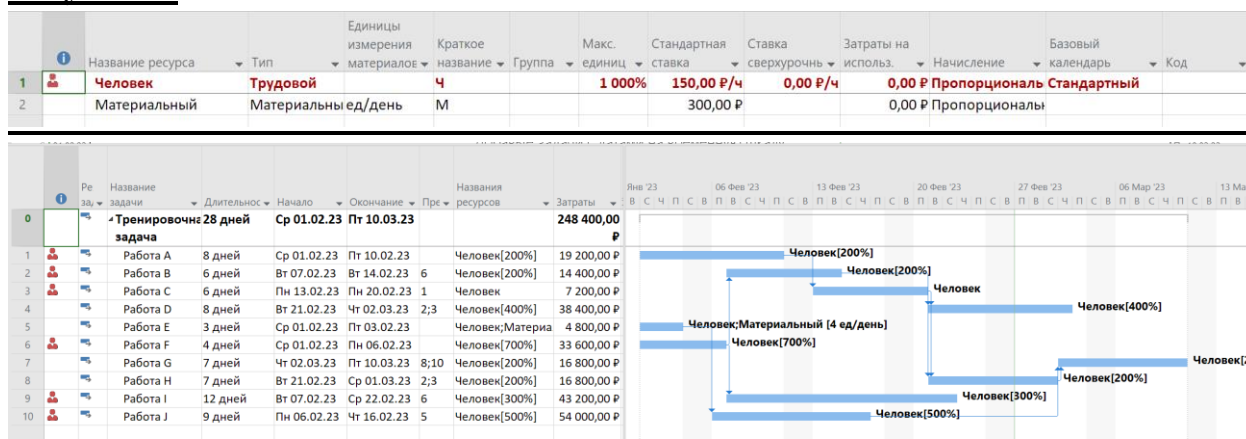 Название ресурса Тип Единицы измерения материалов Краткое название Группа Макс. единиц Стандартная ставка Ставка сверхурочнь Затраты на использ. Начисление Базовый календарь Код
1 Человек Трудовой Ч 1 000% 150,00 ₽/ч 0,00 ₽/ч 0,00 ₽ Пропорциональ Стандартный
2 Материальный Материальны ед/день М 300,00 ₽ 0,00 ₽ Пропорциональн
Ре зад Название задачи Длительнос Начало Окончание Пре Названия ресурсов Затраты
Янв '23 06 Фев '23 13 Фев '23 20 Фев '23 27 Фев '23 06 Мар '23 13 Ма
В С Ч П С В П В С Ч П С В П В С Ч П С В П В С Ч П С В П В С Ч П С В П В С Ч П С В П В
0 Тренировочна задача 28 дней Ср 01.02.23 Пт 10.03.23 248 400,00 ₽
1 Работа A 8 дней Ср 01.02.23 Пт 10.02.23 Человек[200%] 19 200,00 ₽ Человек[200%]
2 Работа B 6 дней Вт 07.02.23 Вт 14.02.23 6 Человек[200%] 14 400,00 ₽ Человек[200%]
3 Работа C 6 дней Пн 13.02.23 Пн 20.02.23 1 Человек 7 200,00 ₽ Человек
4 Работа D 8 дней Вт 21.02.23 Чт 02.03.23 2;3 Человек[400%] 38 400,00 ₽ Человек[400%]
5 Работа E 3 дней Ср 01.02.23 Пт 03.02.23 Человек;Материа 4 800,00 ₽ Человек;Материальный [4 ед/день]
6 Работа F 4 дней Ср 01.02.23 Пн 06.02.23 Человек[700%] 33 600,00 ₽ Человек[700%]
7 Работа G 7 дней Чт 02.03.23 Пт 10.03.23 8;10 Человек[200%] 16 800,00 ₽ Человек[2
8 Работа H 7 дней Вт 21.02.23 Ср 01.03.23 2;3 Человек[200%] 16 800,00 ₽ Человек[200%]
9 Работа I 12 дней Вт 07.02.23 Ср 22.02.23 6 Человек[300%] 43 200,00 ₽ Человек[300%]
10 Работа J 9 дней Пн 06.02.23 Чт 16.02.23 5 Человек[500%] 54 000,00 ₽ Человек[500%]